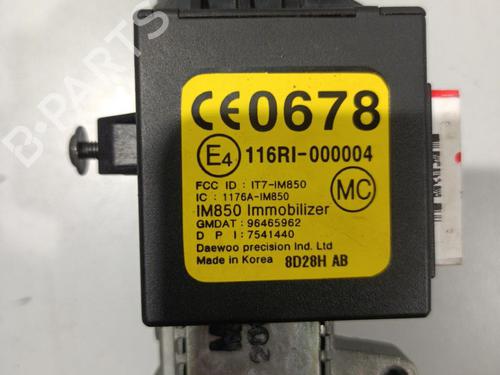 B-PARTS
CE0678
E4 116RI-000004
FCC ID : IT7-IM850
IC : 1176A-IM850
MC
IM850 Immobilizer
GMDAT : 96465962
D P I : 7541440
Daewoo precision Ind. Ltd
Made in Korea 8D28H AB